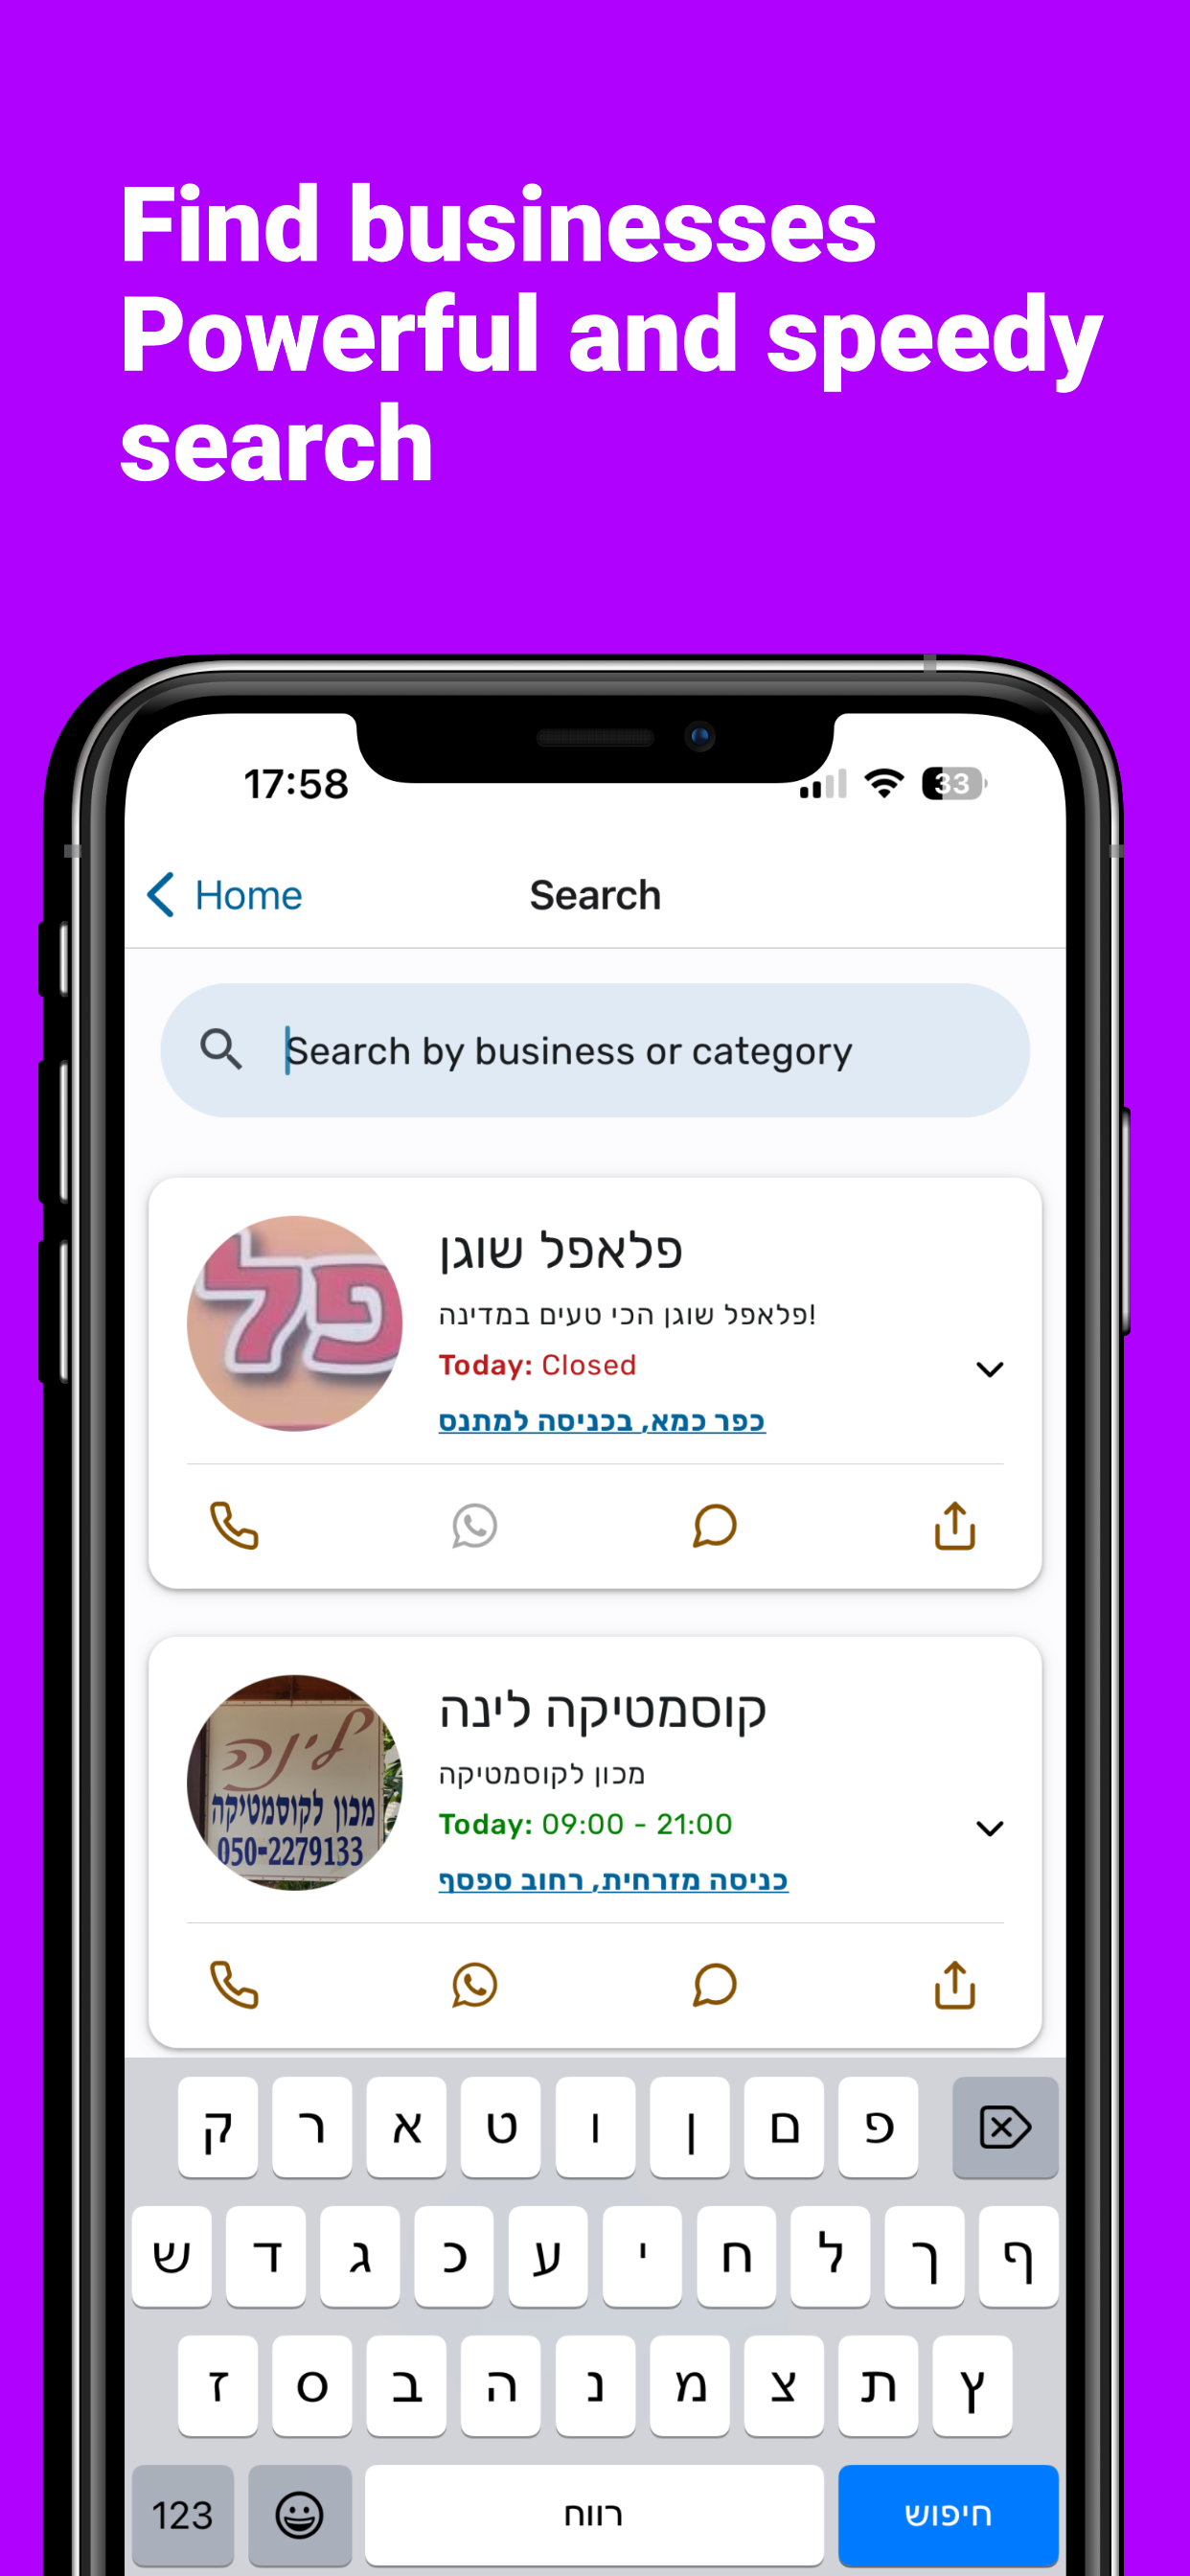 Find businesses
Powerful and speedy
search
17:58
33
Home
Search
Search by business or category
פל
פלאפל שוגן
פלאפל שוגן הכי טעים במדינה!
Today: Closed
כפר כמא, בכניסה למתנס
לינה
מכון לקוסמטיקה
050-2279133
קוסמטיקה לינה
מכון לקוסמטיקה
Today: 09:00 - 21:00
כניסה מזרחית, רחוב ספסף
ק ר א ט ו ן ם פ
ש ד ג כ ע י ח ל ך ף
ז ס ב ה נ מ צ ת ץ
123
רווח
חיפוש